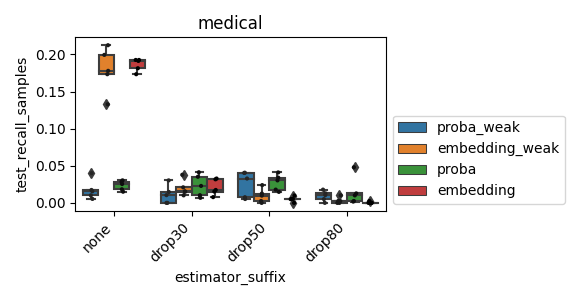 medical
test_recall_samples
0.20
0.15
0.10
0.05
0.00
none
drop30
drop50
drop80
estimator_suffix
proba_weak
embedding_weak
proba
embedding